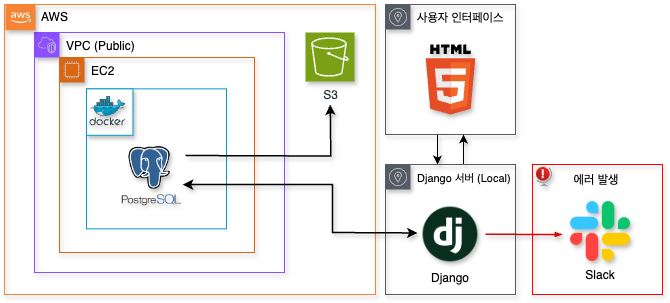 aws
AWS
VPC (Public)
EC2
docker
PostgreSQL
S3
사용자 인터페이스
HTML
5
Django 서버 (Local)
dj
Django
에러 발생
Slack